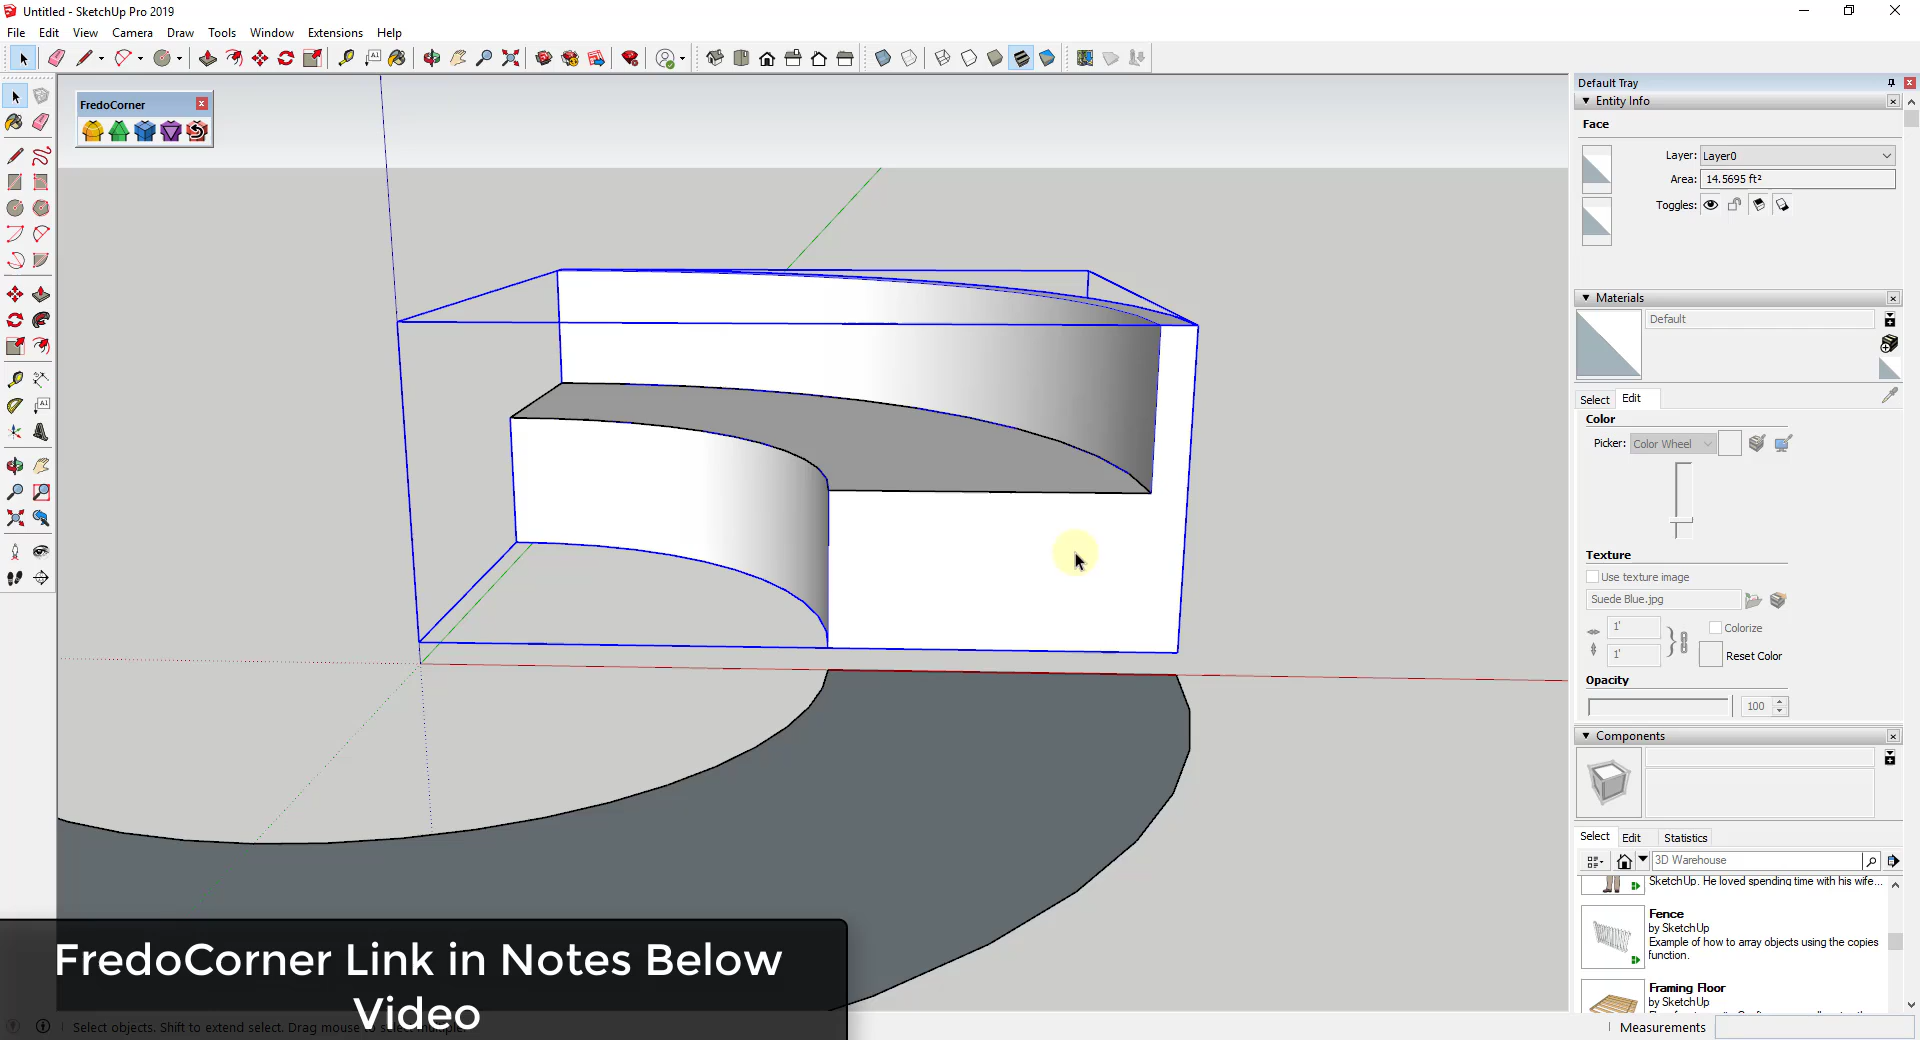 Untitled - SketchUp Pro 2019
File Edit View Camera Draw Tools Window Extensions Help
FredoCorner
Default Tray
Entity Info
Face
Layer: Layer0
Area: 14.5695 ft²
Toggles:
Materials
Default
Select Edit
Color
Picker: Color Wheel
Texture
Use texture image
Suede Blue.jpg
1' Colorize
1' Reset Color
Opacity
100
Components
Select Edit Statistics
3D Warehouse
SketchUp. He loved spending time with his wife...
Fence
by SketchUp
Example of how to array objects using the copies
function.
Framing Floor
by SketchUp
FredoCorner Link in Notes Below
Video
Select objects. Shift to extend select. Drag mouse to select multiple.
Measurements